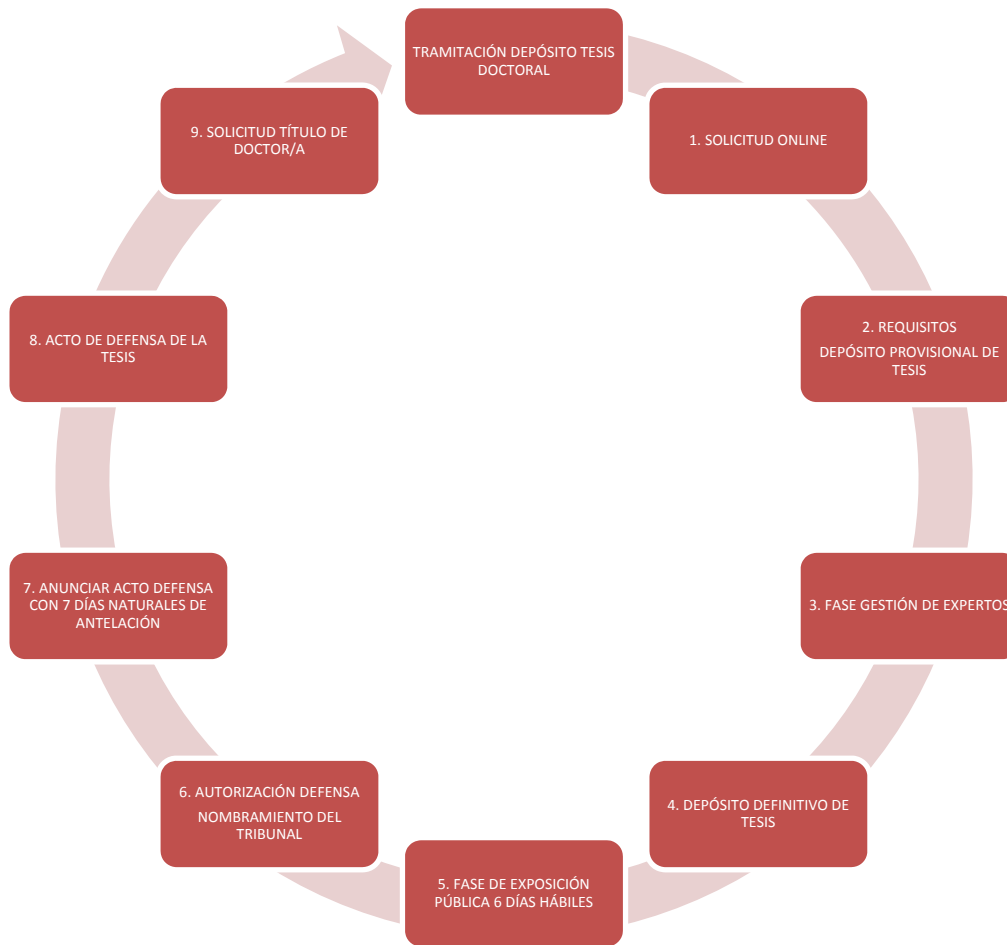 TRAMITACIÓN DEPÓSITO TESIS
DOCTORAL
1. SOLICITUD ONLINE
2. REQUISITOS
DEPÓSITO PROVISIONAL DE
TESIS
3. FASE GESTIÓN DE EXPERTOS
4. DEPÓSITO DEFINITIVO DE
TESIS
5. FASE DE EXPOSICIÓN
PÚBLICA 6 DÍAS HÁBILES
6. AUTORIZACIÓN DEFENSA
NOMBRAMIENTO DEL
TRIBUNAL
7. ANUNCIAR ACTO DEFENSA
CON 7 DÍAS NATURALES DE
ANTELACIÓN
8. ACTO DE DEFENSA DE LA
TESIS
9. SOLICITUD TÍTULO DE
DOCTOR/A